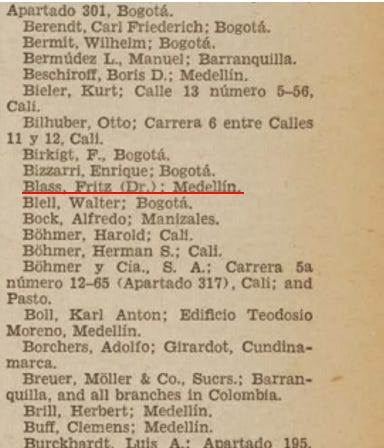 Apartado 301, Bogotá.
Berendt, Carl Friederich; Bogotá.
Bermit, Wilhelm; Bogotá.
Bermúdez L., Manuel; Barranquilla.
Beschiroff, Boris D.; Medellín.
Bieler, Kurt; Calle 13 número 5-56,
Cali.
Bilhuber, Otto; Carrera 6 entre Calles
11 y 12, Cali.
Birkigt, F., Bogotá.
Bizzarri, Enrique; Bogotá.
Blass, Fritz (Dr.); Medellín.
Blell, Walter; Bogotá.
Bock, Alfredo; Manizales.
Böhmer, Harold; Cali.
Böhmer, Herman S.; Cali.
Böhmer y Cía., S. A.; Carrera 5a
número 12-65 (Apartado 317), Cali; and
Pasto.
Boll, Karl Anton; Edificio Teodosio
Moreno, Medellín.
Borchers, Adolfo; Girardot, Cundina-
marca.
Breuer, Möller & Co., Sucrs.; Barran-
quilla, and all branches in Colombia.
Brill, Herbert; Medellín.
Buff, Clemens; Medellín.
Burckhardt, Luis A.; Apartado 195,